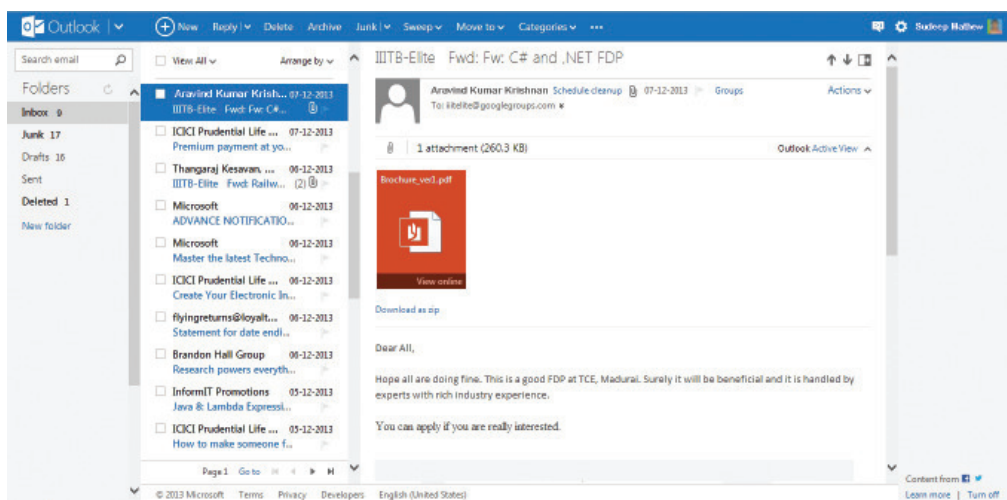 Outlook
New Reply Delete Archive Junk Sweep Move to Categories ...
Search email
Folders
Inbox 9
Junk 17
Drafts 16
Sent
Deleted 1
New folder
View: All Arrange by
Aravind Kumar Krish... 07-12-2013
IIITB-Elite Fwd: Fw: C#...
ICICI Prudential Life ... 07-12-2013
Premium payment at yo...
Thangaraj Kesavan, ... 06-12-2013
IIITB-Elite Fwd: Railw... (2)
Microsoft 06-12-2013
ADVANCE NOTIFICATIO...
Microsoft 06-12-2013
Master the latest Techno...
ICICI Prudential Life ... 06-12-2013
Create Your Electronic In...
flyingreturns@loyalt... 06-12-2013
Statement for date endi...
Brandon Hall Group 06-12-2013
Research powers everyth...
InformIT Promotions 05-12-2013
Java & Lambda Expressi...
ICICI Prudential Life ... 05-12-2013
How to make someone f...
Page 1 Go to
IIITB-Elite Fwd: Fw: C# and .NET FDP
Aravind Kumar Krishnan Schedule cleanup 07-12-2013 Groups
Actions
To: iiitelite@googlegroups.com
1 attachment (260.3 KB)
Outlook Active View
Brochure_ver1.pdf
View online
Download as zip
Dear All,
Hope all are doing fine. This is a good FDP at TCE, Madurai. Surely it will be beneficial and it is handled by
experts with rich industry experience.
You can apply if you are really interested.
Content from
Learn more | Turn off
© 2013 Microsoft Terms Privacy Developers English (United States)